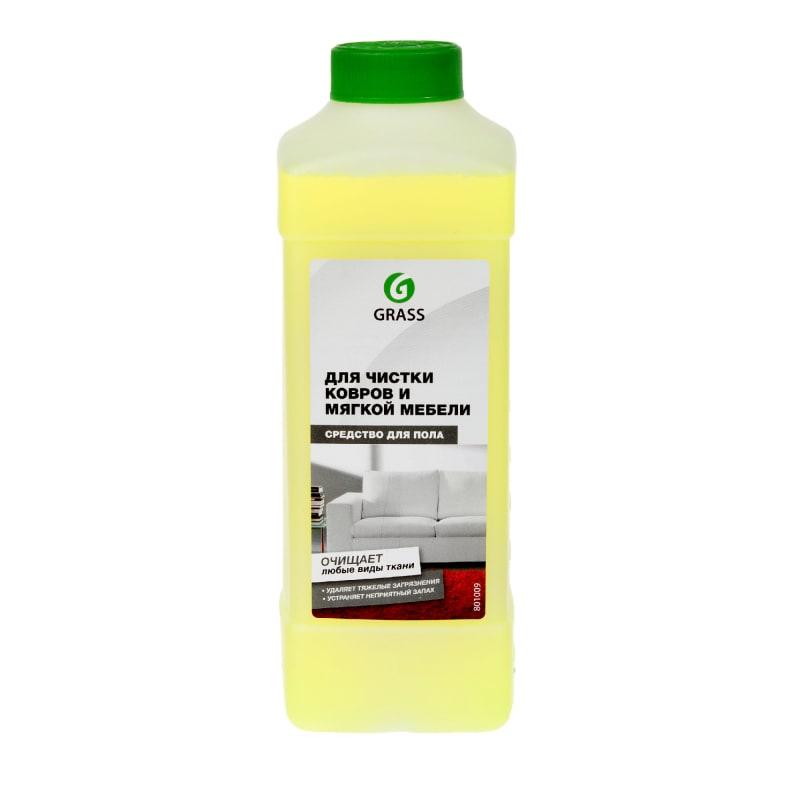 GRASS
ДЛЯ ЧИСТКИ
КОВРОВ И
МЯГКОЙ МЕБЕЛИ
СРЕДСТВО ДЛЯ ПОЛА
ОЧИЩАЕТ
любые виды ткани
• УДАЛЯЕТ ТЯЖЕЛЫЕ ЗАГРЯЗНЕНИЯ
• УСТРАНЯЕТ НЕПРИЯТНЫЙ ЗАПАХ
801009